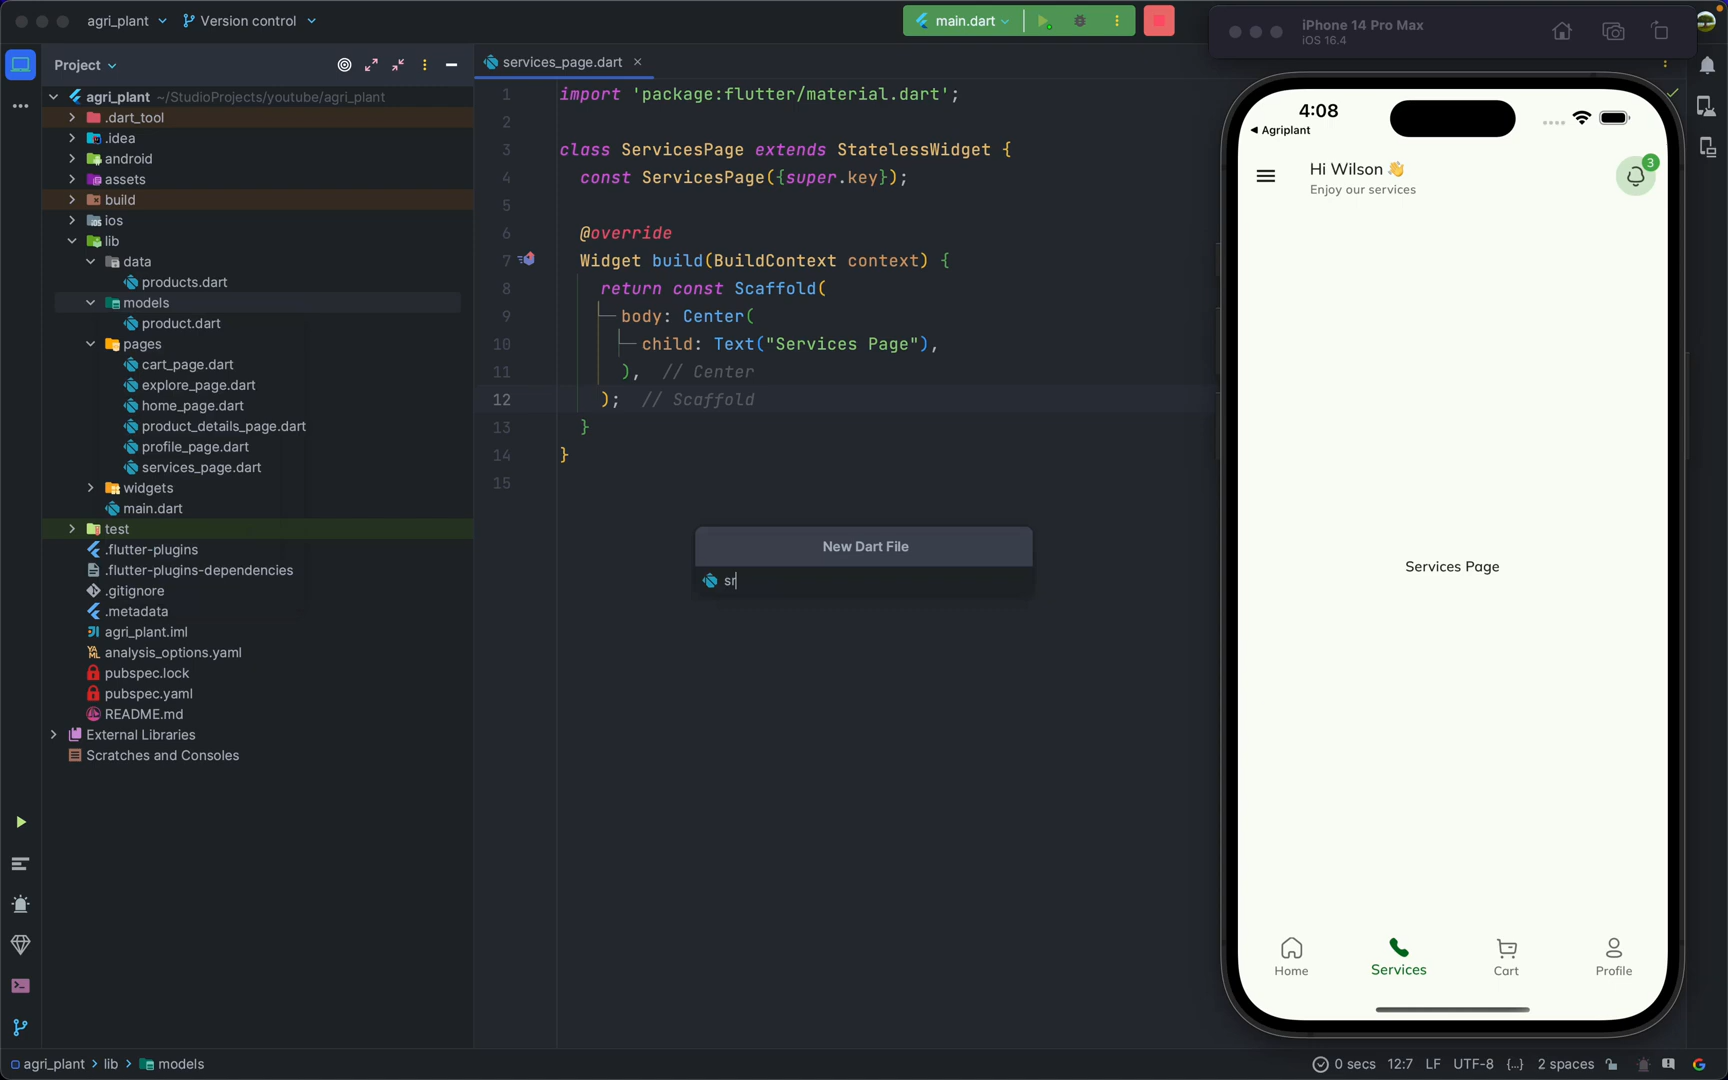 agri_plant
Version control
main.dart
iPhone 14 Pro Max
iOS 16.4
Project
services_page.dart
agri_plant ~/StudioProjects/youtube/agri_plant
.dart_tool
.idea
android
assets
build
ios
lib
data
products.dart
models
product.dart
pages
cart_page.dart
explore_page.dart
home_page.dart
product_details_page.dart
profile_page.dart
services_page.dart
widgets
main.dart
test
.flutter-plugins
.flutter-plugins-dependencies
.gitignore
.metadata
agri_plant.iml
analysis_options.yaml
pubspec.lock
pubspec.yaml
README.md
External Libraries
Scratches and Consoles
1 import 'package:flutter/material.dart';
2
3 class ServicesPage extends StatelessWidget {
4 const ServicesPage({super.key});
5
6 @override
7 Widget build(BuildContext context) {
8 return const Scaffold(
9 body: Center(
10 child: Text("Services Page"),
11 ), // Center
12 ); // Scaffold
13 }
14 }
15
New Dart File
sr
4:08
Agriplant
Hi Wilson 👋
Enjoy our services
3
Services Page
Home
Services
Cart
Profile
agri_plant > lib > models
0 secs 12:7 LF UTF-8 {..} 2 spaces